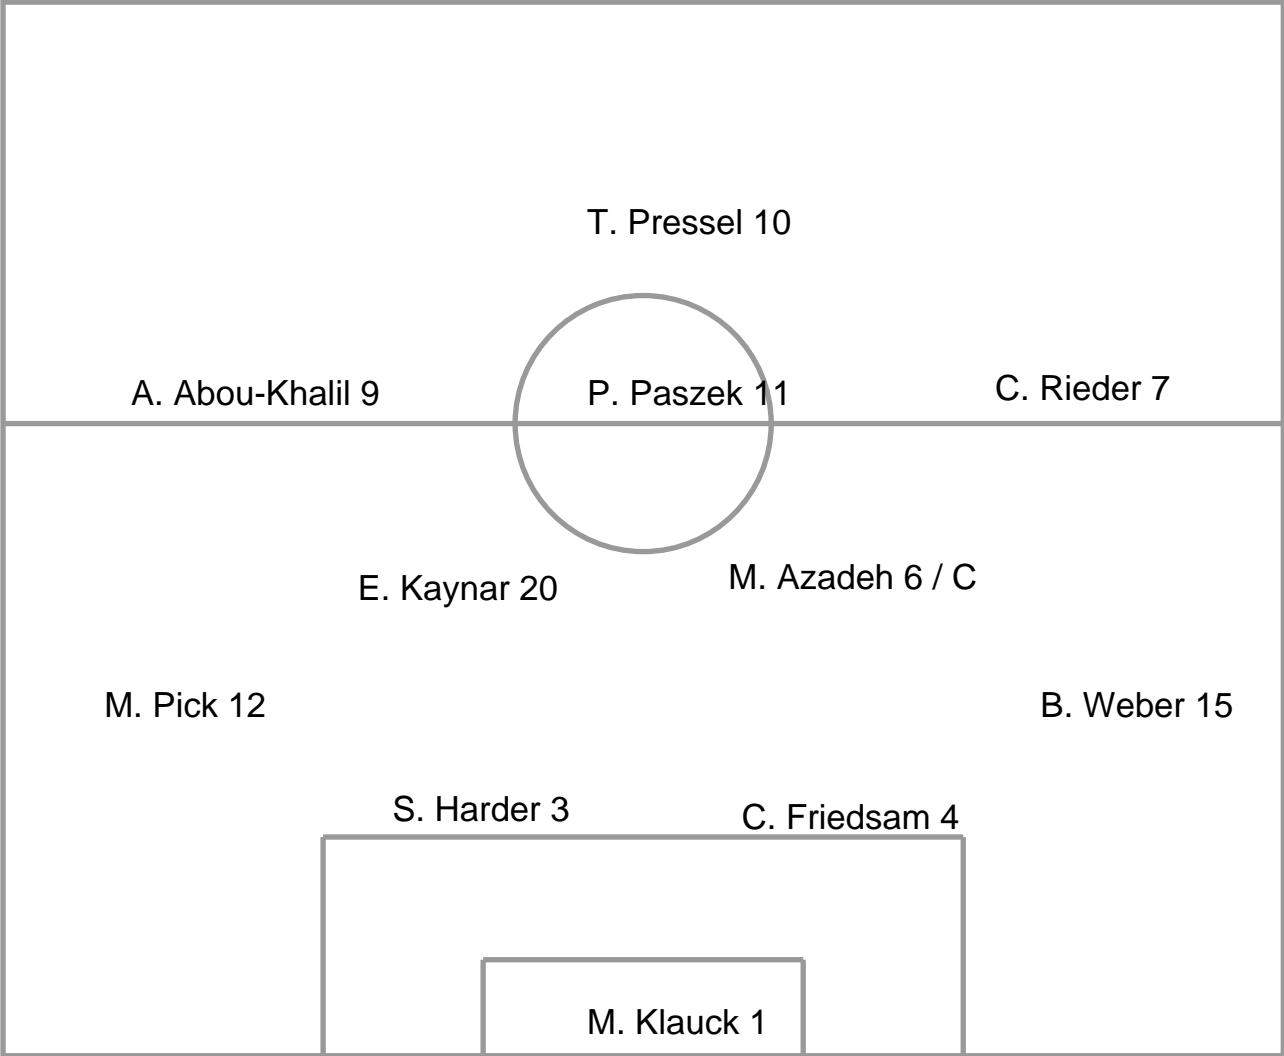 T. Pressel 10
A. Abou-Khalil 9
P. Paszek 11
C. Rieder 7
E. Kaynar 20
M. Azadeh 6 / C
M. Pick 12
B. Weber 15
S. Harder 3
C. Friedsam 4
M. Klauck 1